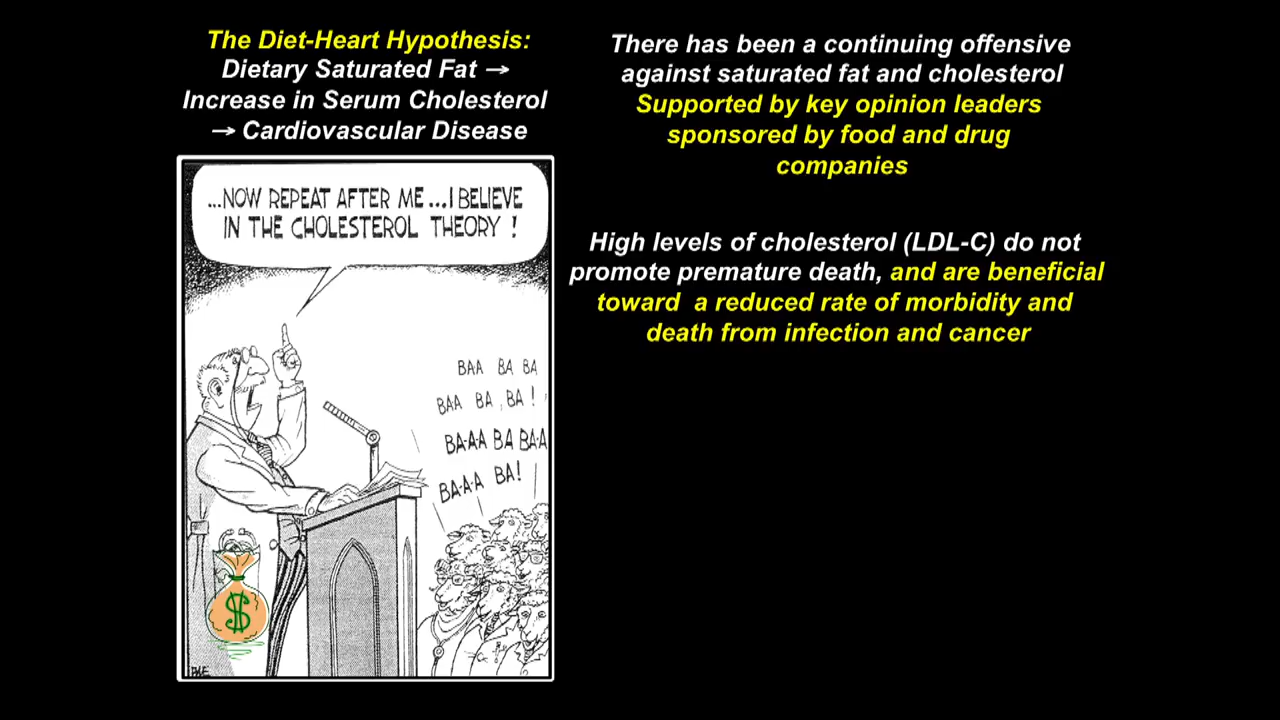 The Diet-Heart Hypothesis:
Dietary Saturated Fat →
Increase in Serum Cholesterol
→ Cardiovascular Disease
There has been a continuing offensive
against saturated fat and cholesterol
Supported by key opinion leaders
sponsored by food and drug
companies
High levels of cholesterol (LDL-C) do not
promote premature death, and are beneficial
toward a reduced rate of morbidity and
death from infection and cancer
...NOW REPEAT AFTER ME...I BELIEVE
IN THE CHOLESTEROL THEORY !
BAA BA BA
BAA BA, BA !
BA-AA BA BA-A
BA-A-A BA!
$